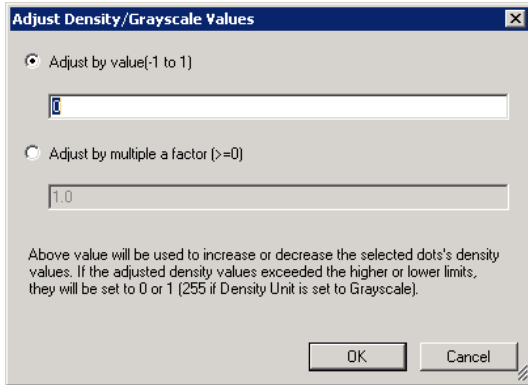 Adjust Density/Grayscale Values
Adjust by value(-1 to 1)
0
Adjust by multiple a factor (>=0)
1.0
Above value will be used to increase or decrease the selected dots's density
values. If the adjusted density values exceeded the higher or lower limits,
they will be set to 0 or 1 (255 if Density Unit is set to Grayscale).
OK Cancel